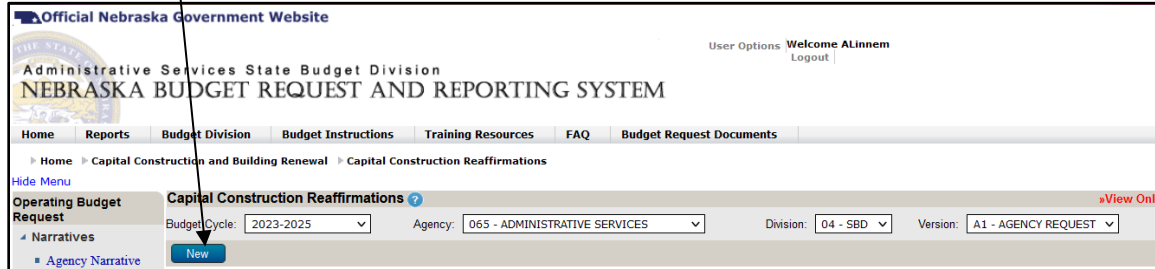 Official Nebraska Government Website
User Options Welcome ALinnem
Logout
THE STATE
Administrative Services State Budget Division
NEBRASKA BUDGET REQUEST AND REPORTING SYSTEM
Home Reports Budget Division Budget Instructions Training Resources FAQ Budget Request Documents
Home Capital Construction and Building Renewal Capital Construction Reaffirmations
Hide Menu
Operating Budget Request
Capital Construction Reaffirmations ? »View Onl
Budget Cycle: 2023-2025 Agency: 065 - ADMINISTRATIVE SERVICES Division: 04 - SBD Version: A1 - AGENCY REQUEST
Narratives
New
Agency Narrative